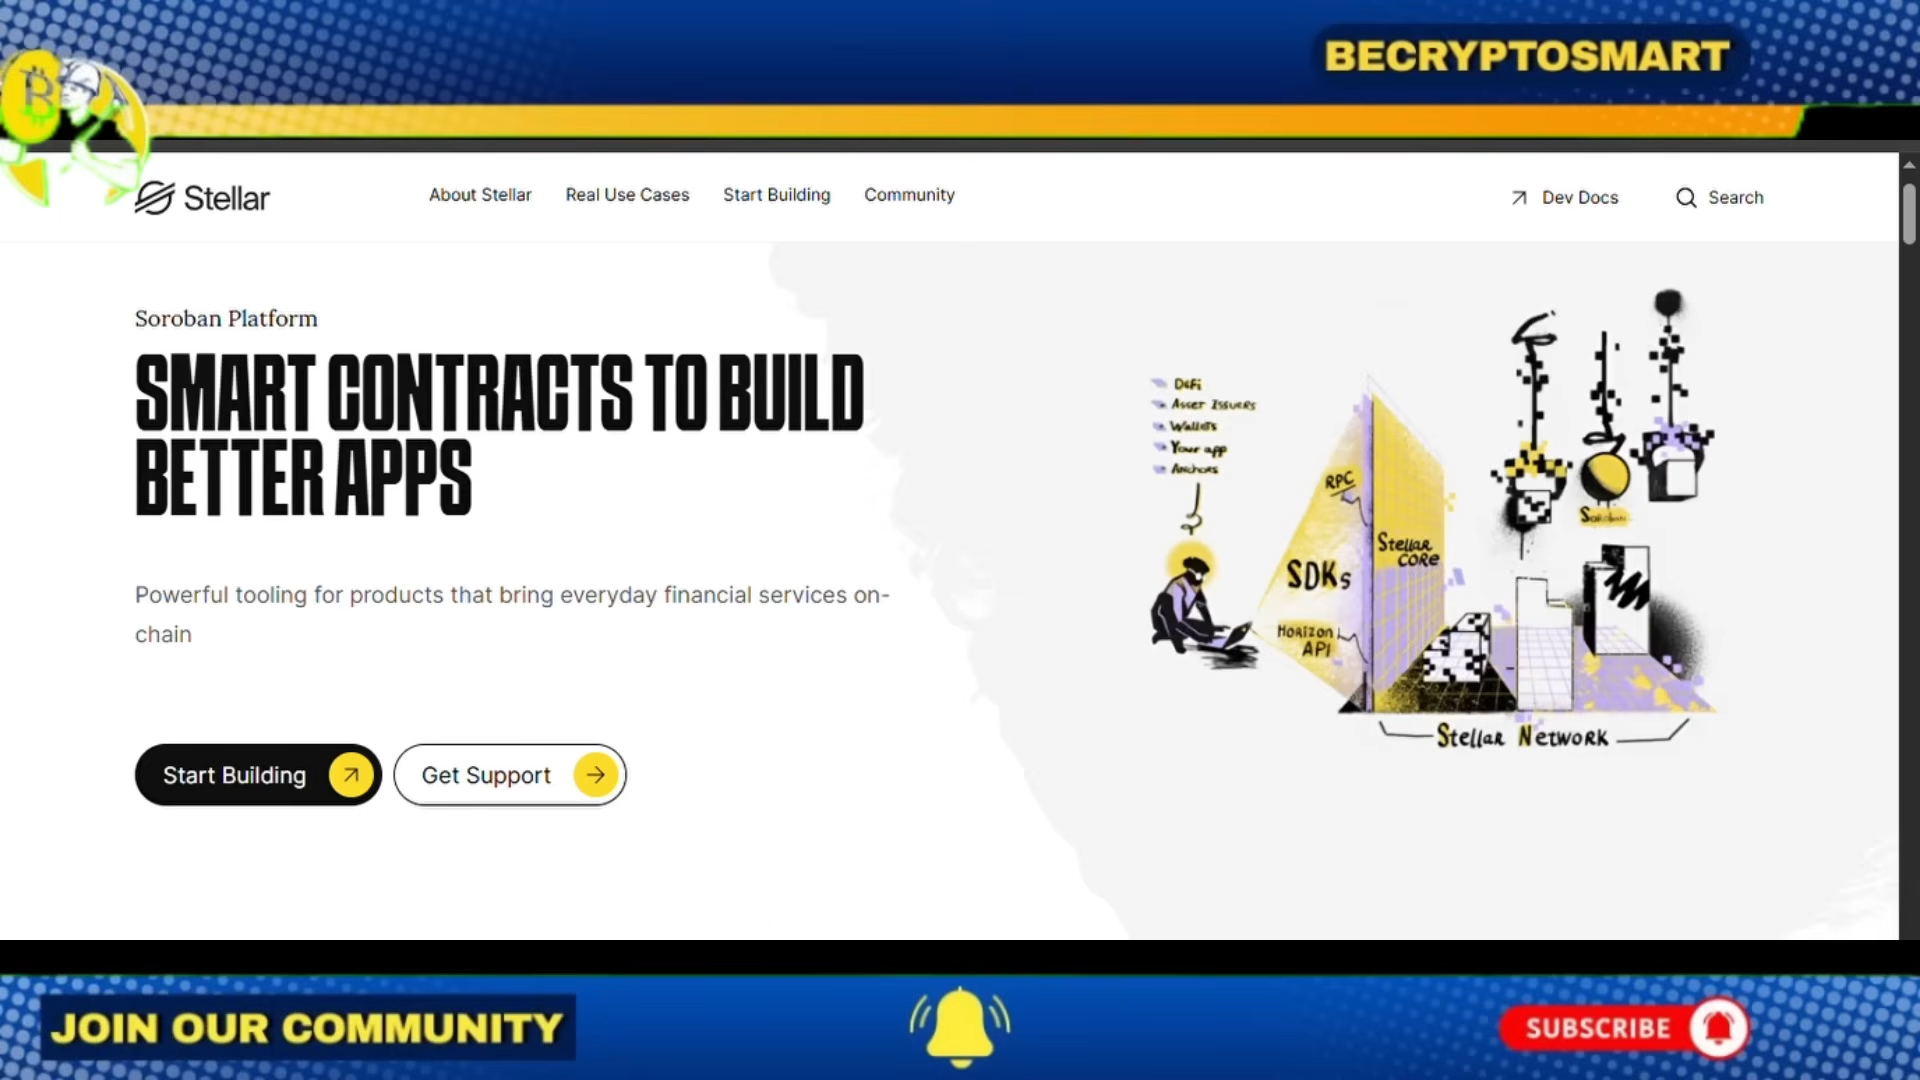 BECRYPTOSMART
Stellar
About Stellar
Real Use Cases
Start Building
Community
Dev Docs
Search
Soroban Platform
SMART CONTRACTS TO BUILD
BETTER APPS
Powerful tooling for products that bring everyday financial services on-
chain
Start Building
Get Support
DeFi
Asset Issuers
Wallets
Your app
Anchors
RPC
SDKs
Stellar
Core
Horizon
API
Soroban
Stellar Network
JOIN OUR COMMUNITY
SUBSCRIBE